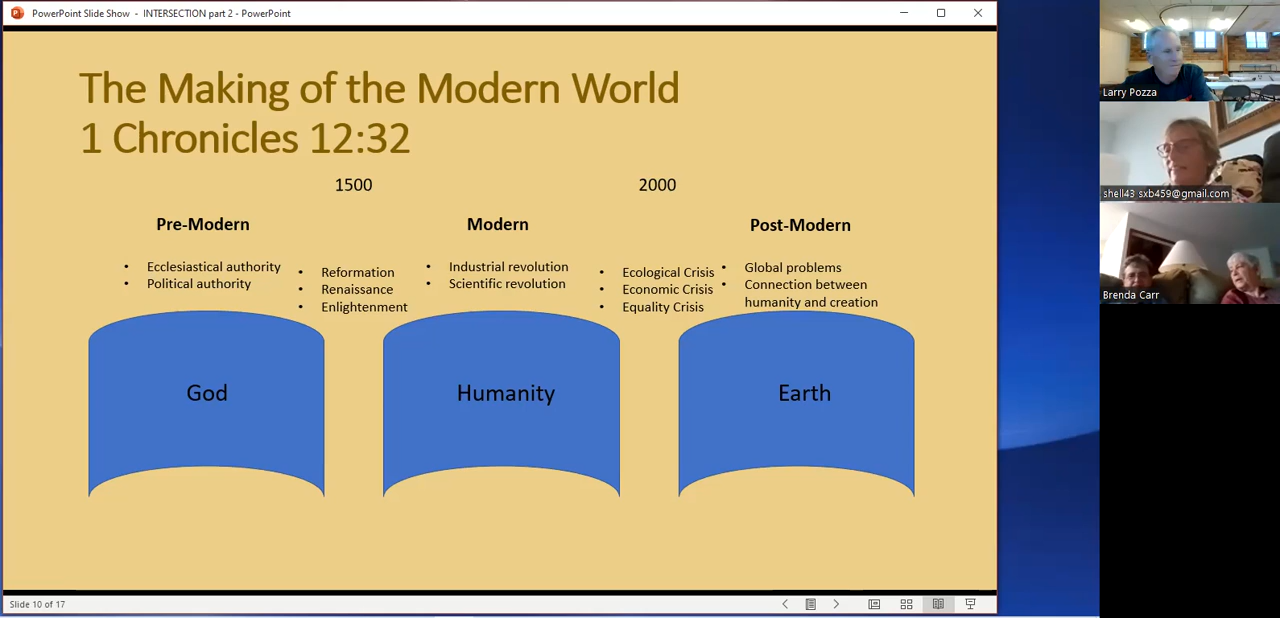 PowerPoint Slide Show - INTERSECTION part 2 - PowerPoint
The Making of the Modern World
1 Chronicles 12:32
1500
2000
Pre-Modern
• Ecclesiastical authority
• Political authority
• Reformation
• Renaissance
• Enlightenment
Modern
• Industrial revolution
• Scientific revolution
• Ecological Crisis
• Economic Crisis
• Equality Crisis
Post-Modern
• Global problems
• Connection between
humanity and creation
God
Humanity
Earth
Slide 10 of 17
Larry Pozza
shell43 sxb459@gmail.com
Brenda Carr